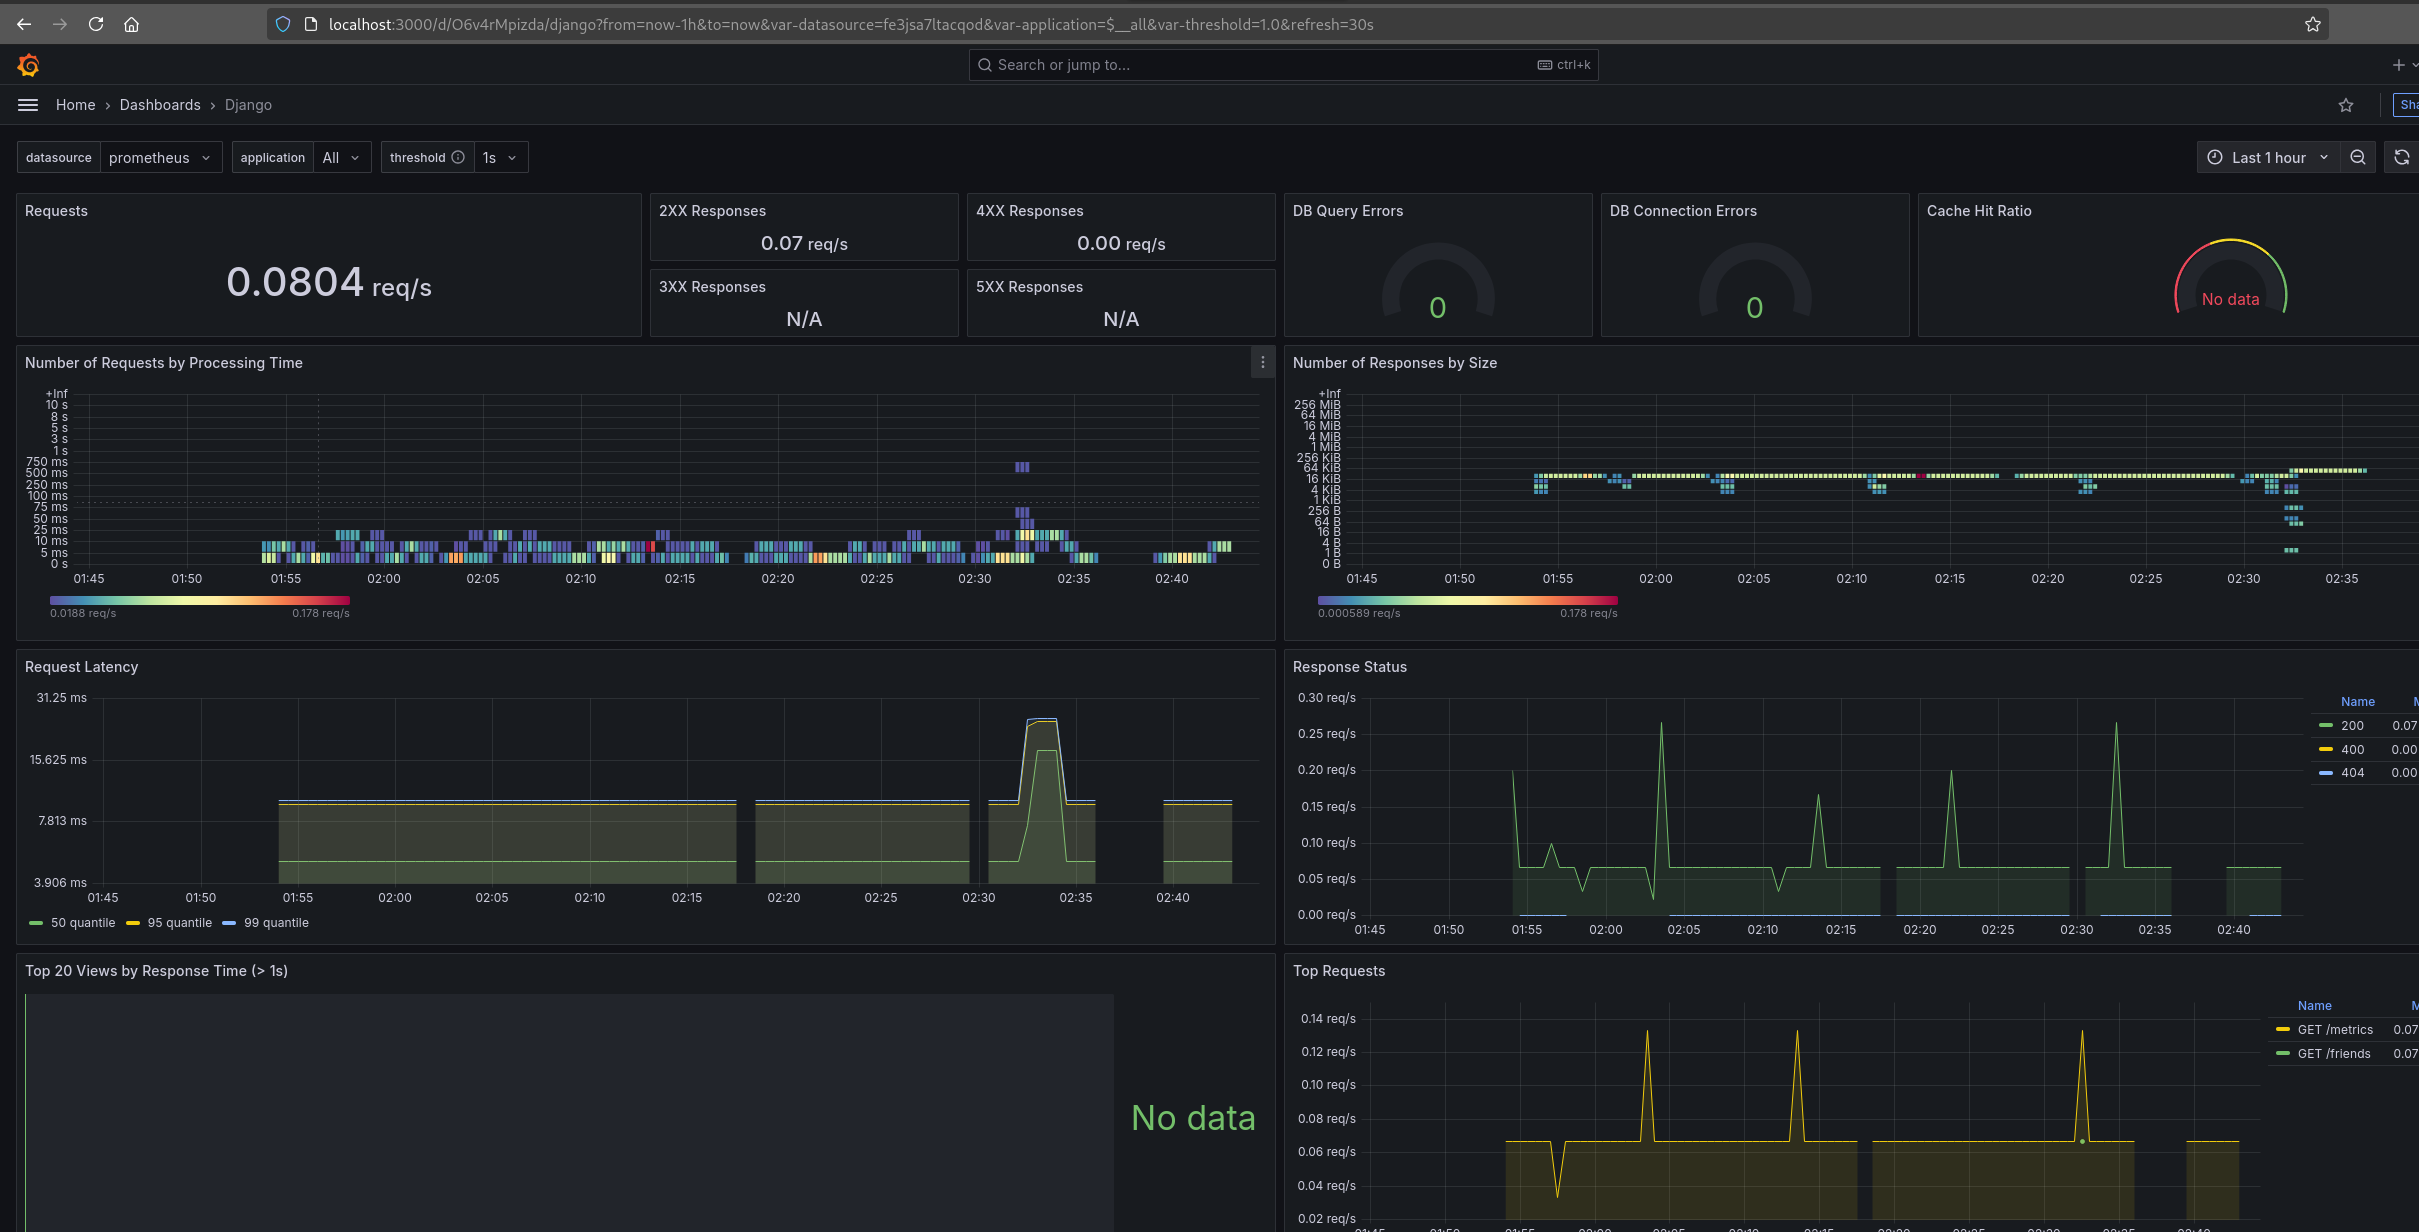 localhost:3000/d/O6v4rMpizda/django?from=now-1h&to=now&var-datasource=fe3jsa7ltacqod&var-application=$__all&var-threshold=1.0&refresh=30s
Search or jump to...
ctrl+k
Home › Dashboards › Django
Sha
datasource prometheus
application All
threshold 1s
Last 1 hour
Requests
0.0804 req/s
2XX Responses
0.07 req/s
4XX Responses
0.00 req/s
3XX Responses
N/A
5XX Responses
N/A
DB Query Errors
0
DB Connection Errors
0
Cache Hit Ratio
No data
Number of Requests by Processing Time
+Inf
10 s
8 s
5 s
3 s
1 s
750 ms
500 ms
250 ms
100 ms
75 ms
50 ms
25 ms
10 ms
5 ms
0 s
01:45 01:50 01:55 02:00 02:05 02:10 02:15 02:20 02:25 02:30 02:35 02:40
0.0188 req/s 0.178 req/s
Number of Responses by Size
+Inf
256 MiB
64 MiB
16 MiB
4 MiB
1 MiB
256 KiB
64 KiB
16 KiB
4 KiB
1 KiB
256 B
64 B
16 B
4 B
1 B
0 B
01:45 01:50 01:55 02:00 02:05 02:10 02:15 02:20 02:25 02:30 02:35
0.000589 req/s 0.178 req/s
Request Latency
31.25 ms
15.625 ms
7.813 ms
3.906 ms
01:45 01:50 01:55 02:00 02:05 02:10 02:15 02:20 02:25 02:30 02:35 02:40
50 quantile 95 quantile 99 quantile
Response Status
0.30 req/s
0.25 req/s
0.20 req/s
0.15 req/s
0.10 req/s
0.05 req/s
0.00 req/s
01:45 01:50 01:55 02:00 02:05 02:10 02:15 02:20 02:25 02:30 02:35 02:40
Name M
200 0.07
400 0.00
404 0.00
Top 20 Views by Response Time (> 1s)
No data
Top Requests
0.14 req/s
0.12 req/s
0.10 req/s
0.08 req/s
0.06 req/s
0.04 req/s
0.02 req/s
Name M
GET /metrics 0.07
GET /friends 0.07